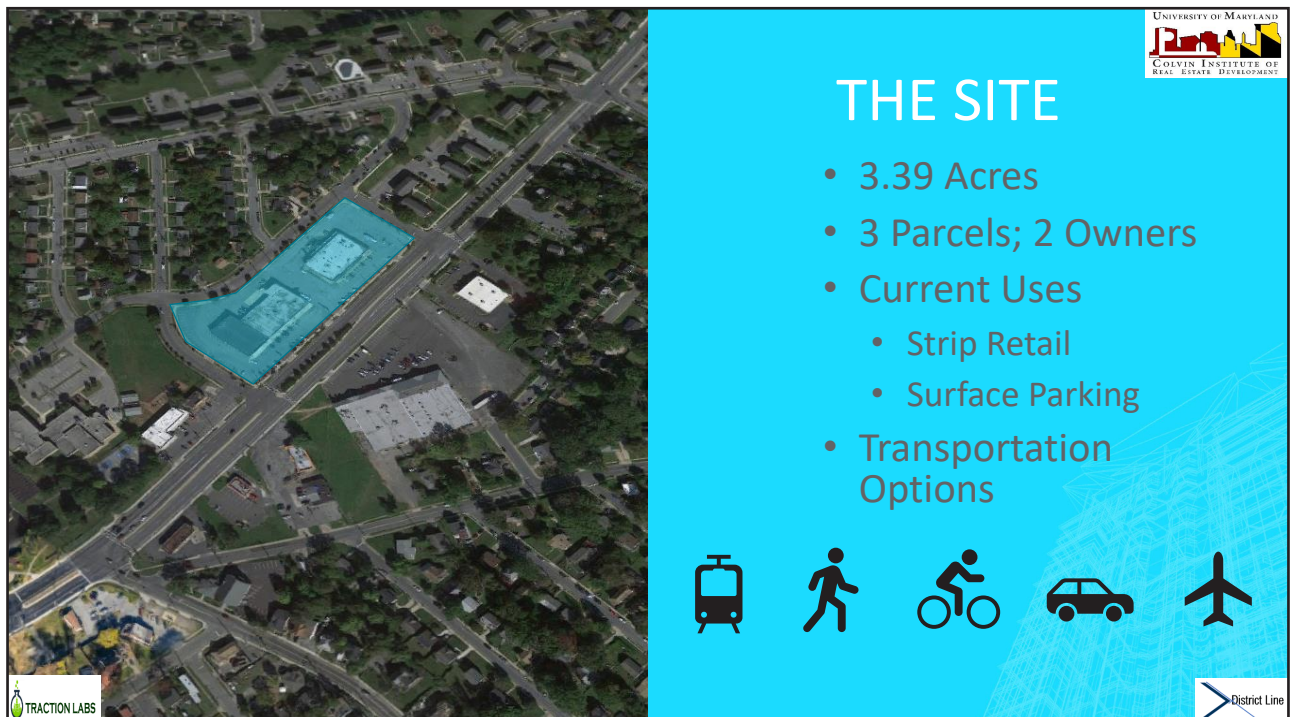 UNIVERSITY OF MARYLAND
COLVIN INSTITUTE OF
REAL ESTATE DEVELOPMENT
THE SITE
• 3.39 Acres
• 3 Parcels; 2 Owners
• Current Uses
• Strip Retail
• Surface Parking
• Transportation
Options
TRACTION LABS
District Line